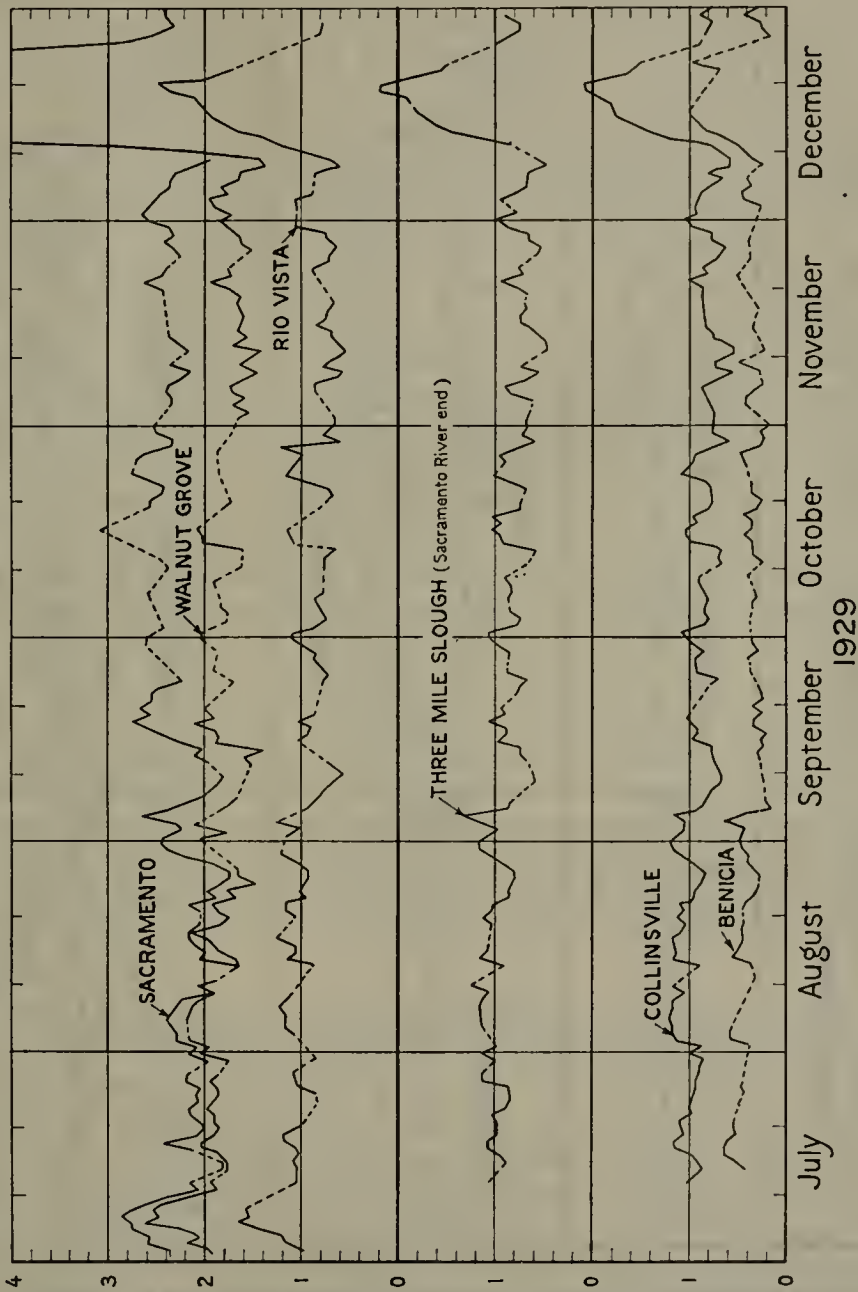 4
3
2
1
0
1
0
1
0
SACRAMENTO
WALNUT GROVE
RIO VISTA
THREE MILE SLOUGH (Sacramento River end)
COLLINSVILLE
BENICIA
July
August
September
October
November
December
1929